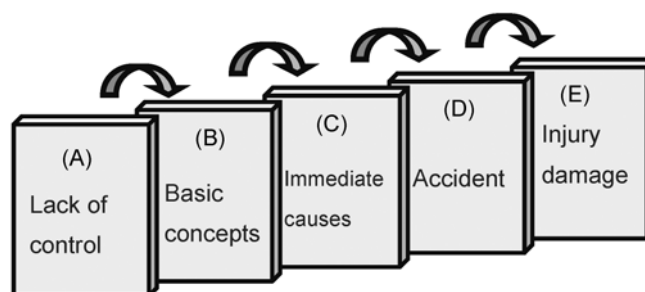 (A)
Lack of
control
(B)
Basic
concepts
(C)
Immediate
causes
(D)
Accident
(E)
Injury
damage